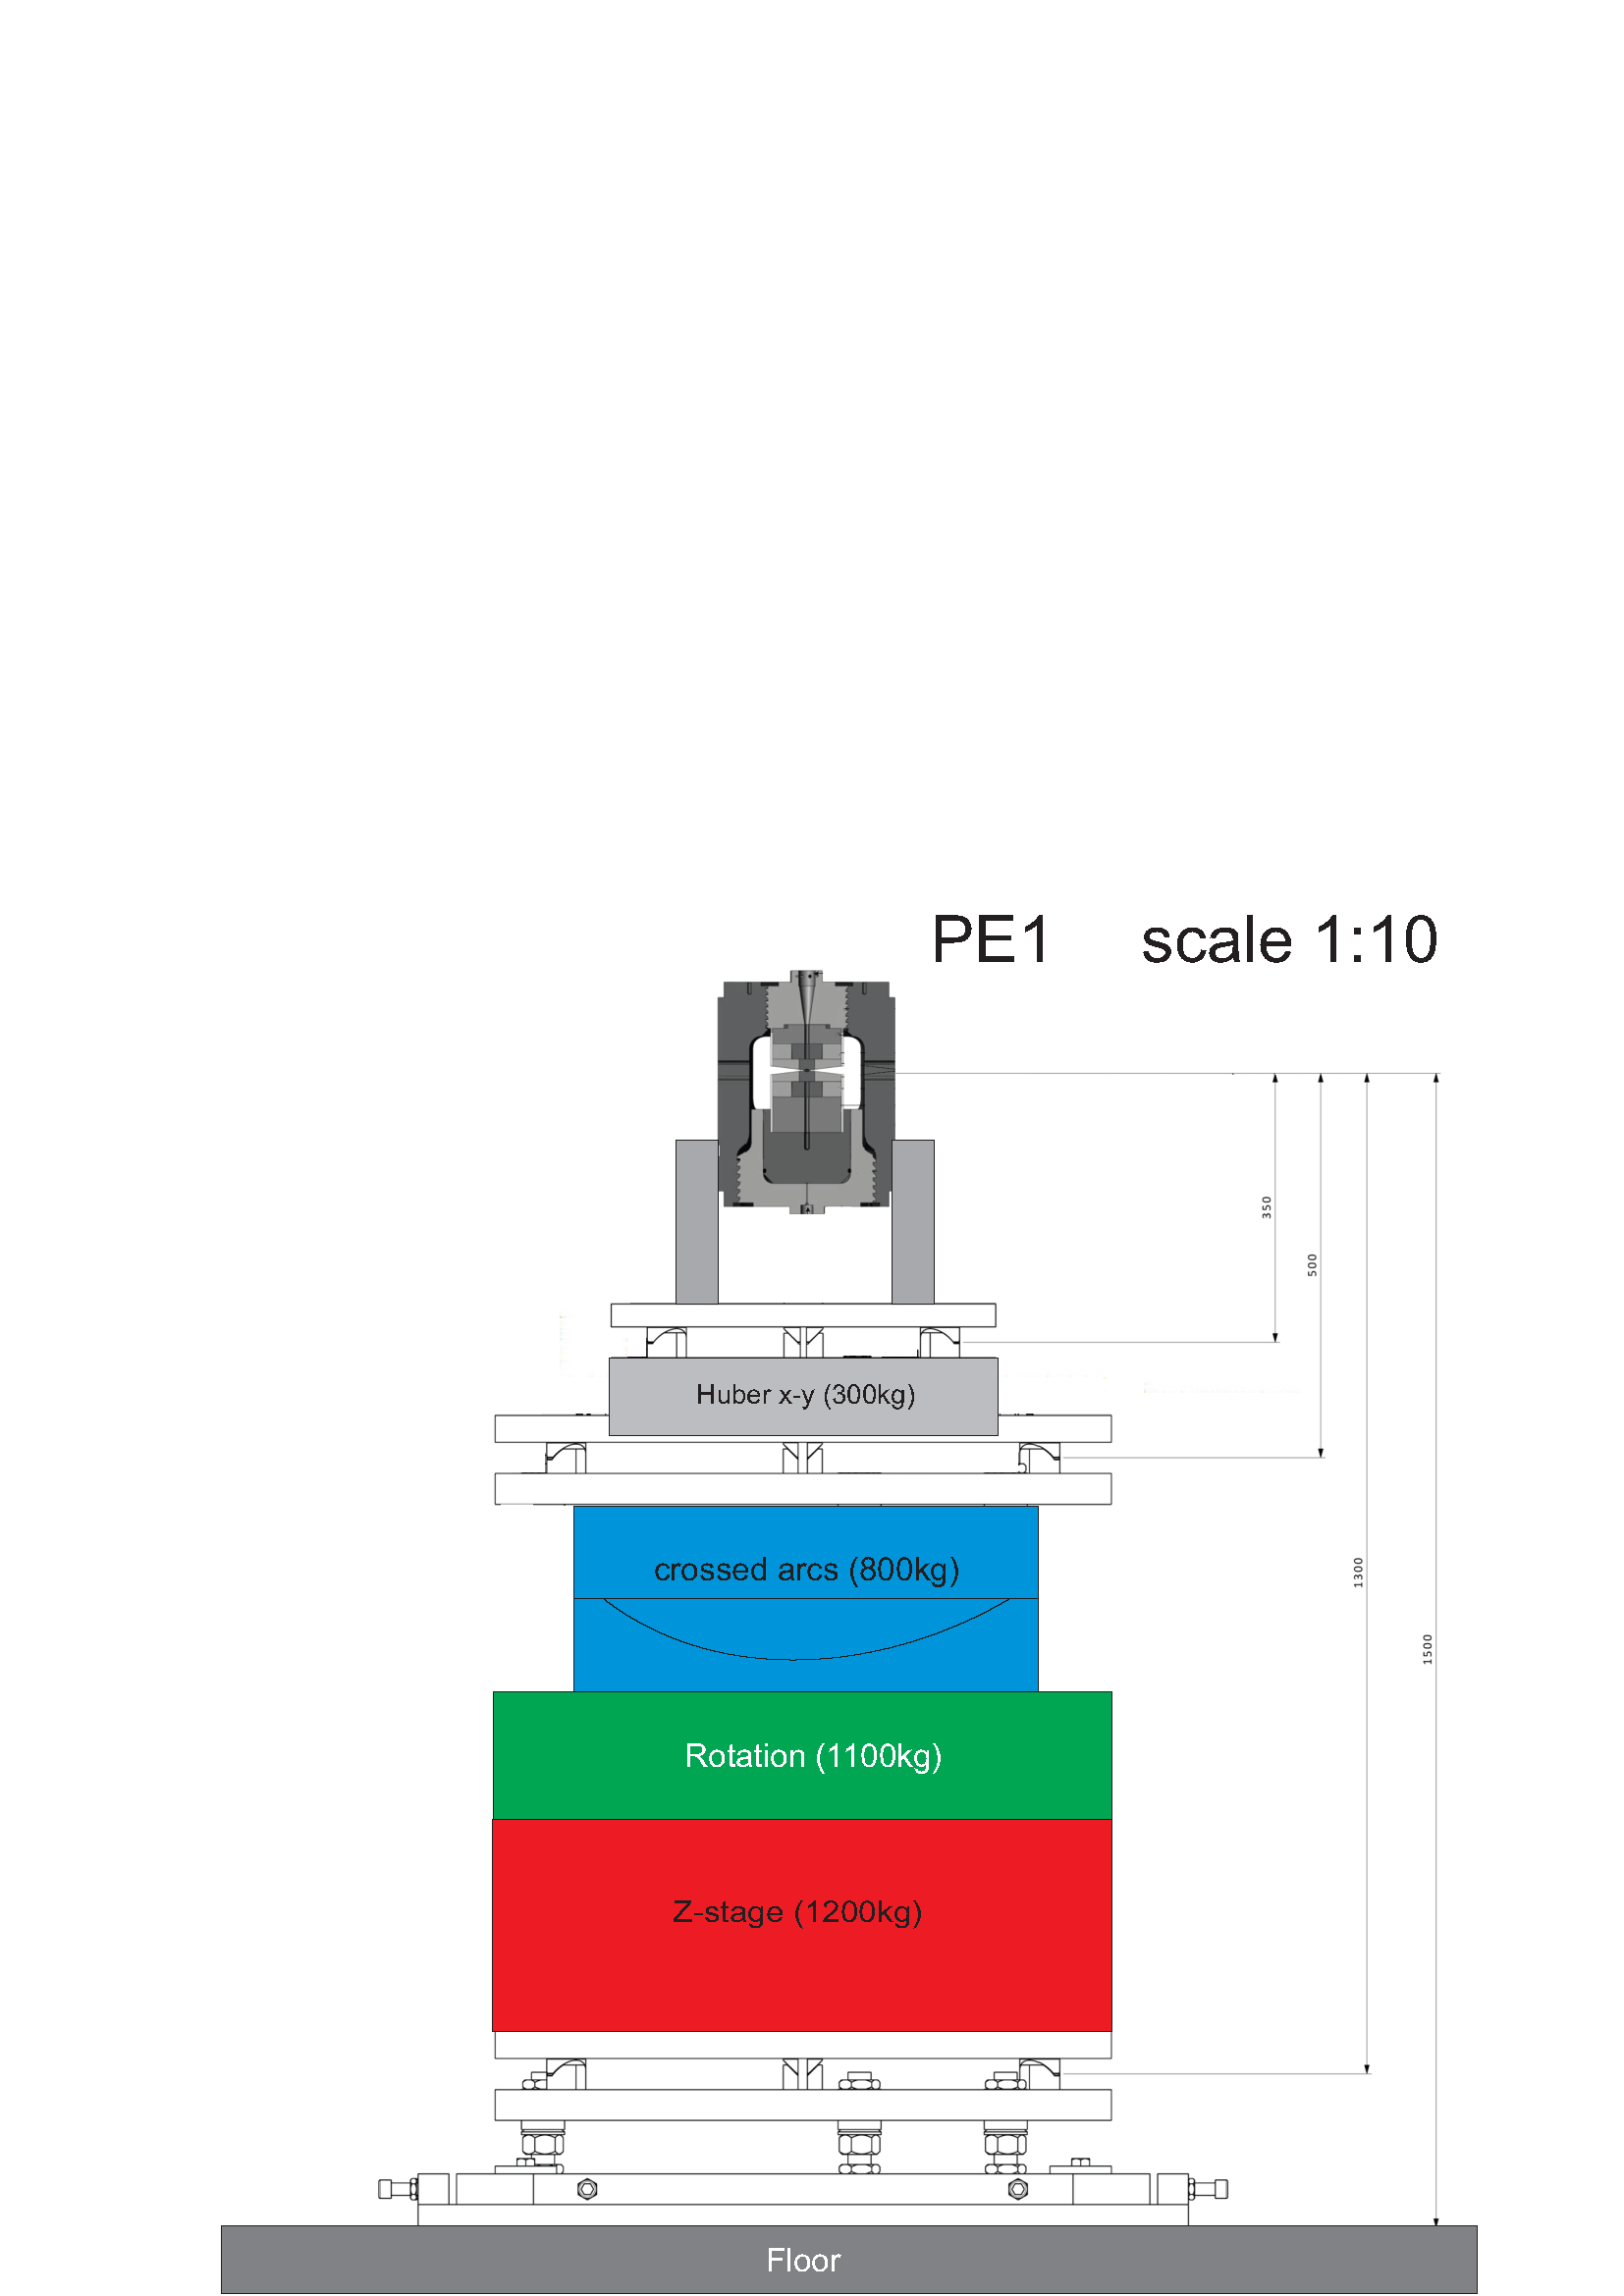 PE1 scale 1:10
350
500
Huber x-y (300kg)
crossed arcs (800kg)
1300
1500
Rotation (1100kg)
Z-stage (1200kg)
Floor